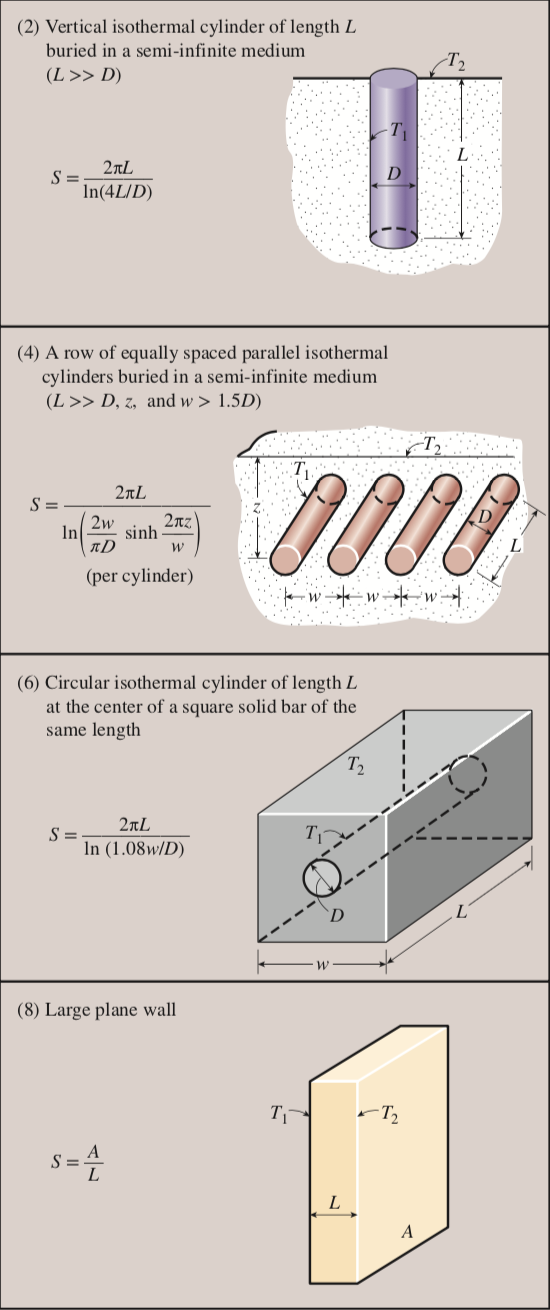 (2) Vertical isothermal cylinder of length L
buried in a semi-infinite medium
(L >> D)
T₂
T₁
L
D
S = 2πL / ln(4L/D)
(4) A row of equally spaced parallel isothermal
cylinders buried in a semi-infinite medium
(L >> D, z, and w > 1.5D)
T₂
T₁
z
D
L
S = 2πL / ln(2w/πD sinh 2πz/w)
(per cylinder)
w w w
(6) Circular isothermal cylinder of length L
at the center of a square solid bar of the
same length
T₂
T₁
S = 2πL / ln (1.08w/D)
D
L
w
(8) Large plane wall
T₁ T₂
S = A/L
L
A